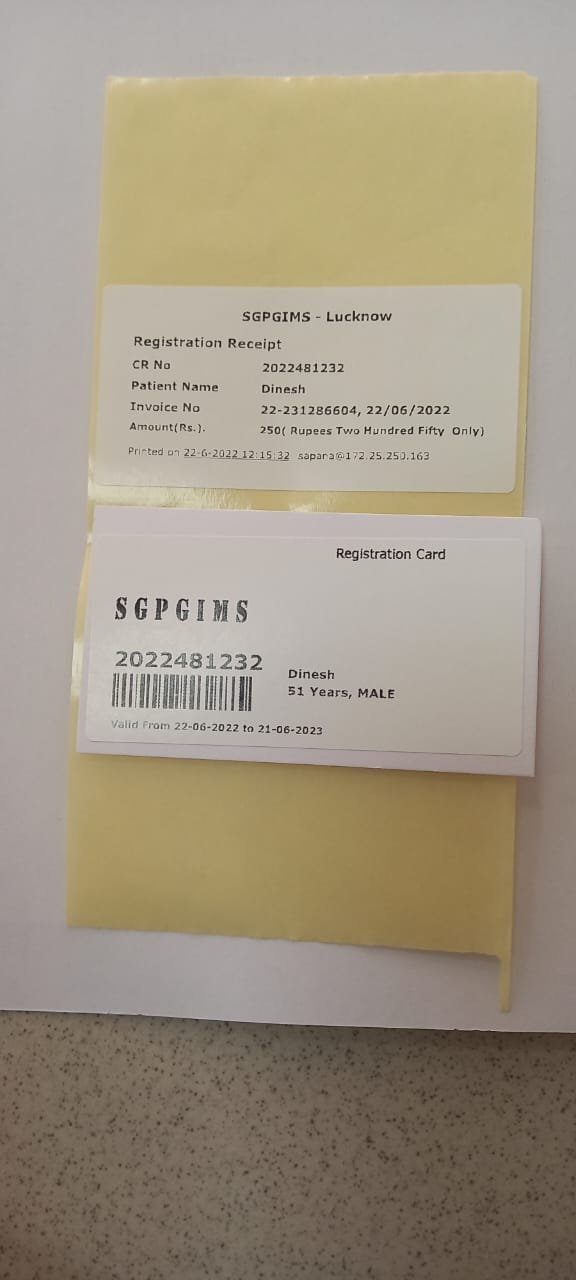 SGPGIMS - Lucknow
Registration Receipt
CR No 2022481232
Patient Name Dinesh
Invoice No 22-231286604, 22/06/2022
Amount(Rs.). 250( Rupees Two Hundred Fifty Only)
Printed on 22-6-2022 12:15:32 sapana@172.25.250.163
Registration Card
SGPGIMS
2022481232
Dinesh
51 Years, MALE
Valid From 22-06-2022 to 21-06-2023